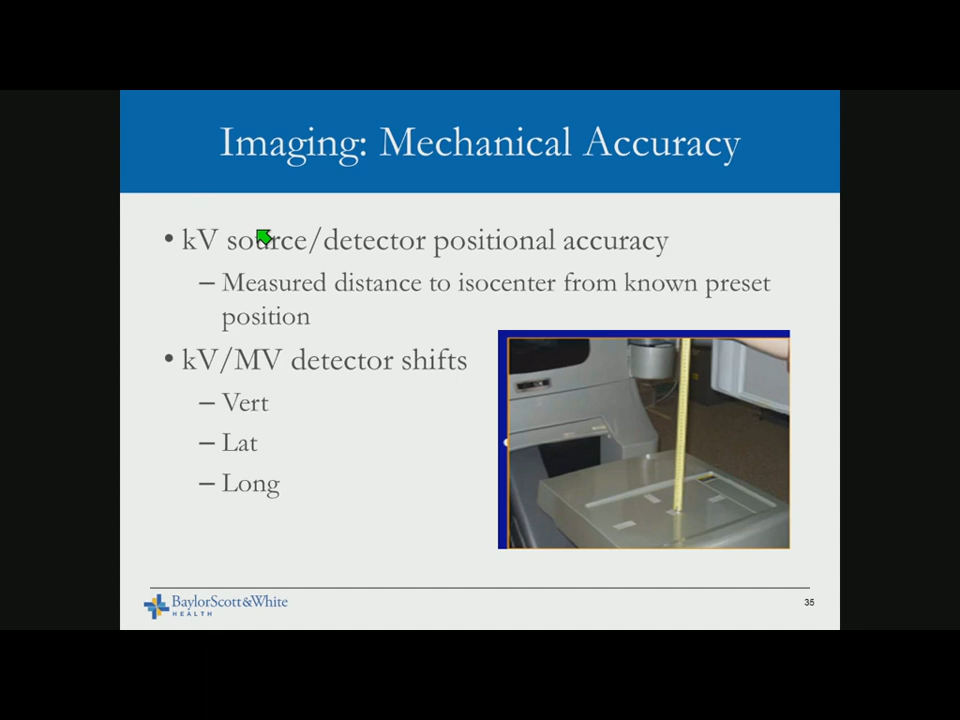 Imaging: Mechanical Accuracy
• kV source/detector positional accuracy
– Measured distance to isocenter from known preset
position
• kV/MV detector shifts
– Vert
– Lat
– Long
BaylorScott&White
HEALTH
35